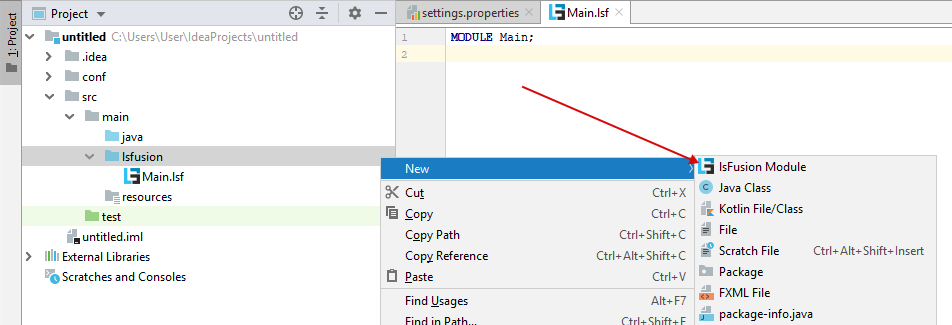 1: Project
Project
untitled C:\Users\User\IdeaProjects\untitled
.idea
conf
src
main
java
lsfusion
Main.lsf
resources
test
untitled.iml
External Libraries
Scratches and Consoles
settings.properties
Main.lsf
1 MODULE Main;
2
New
Cut Ctrl+X
Copy Ctrl+C
Copy Path Ctrl+Shift+C
Copy Reference Ctrl+Alt+Shift+C
Paste Ctrl+V
Find Usages Alt+F7
Find in Path... Ctrl+Shift+F
lsFusion Module
Java Class
Kotlin File/Class
File
Scratch File Ctrl+Alt+Shift+Insert
Package
FXML File
package-info.java